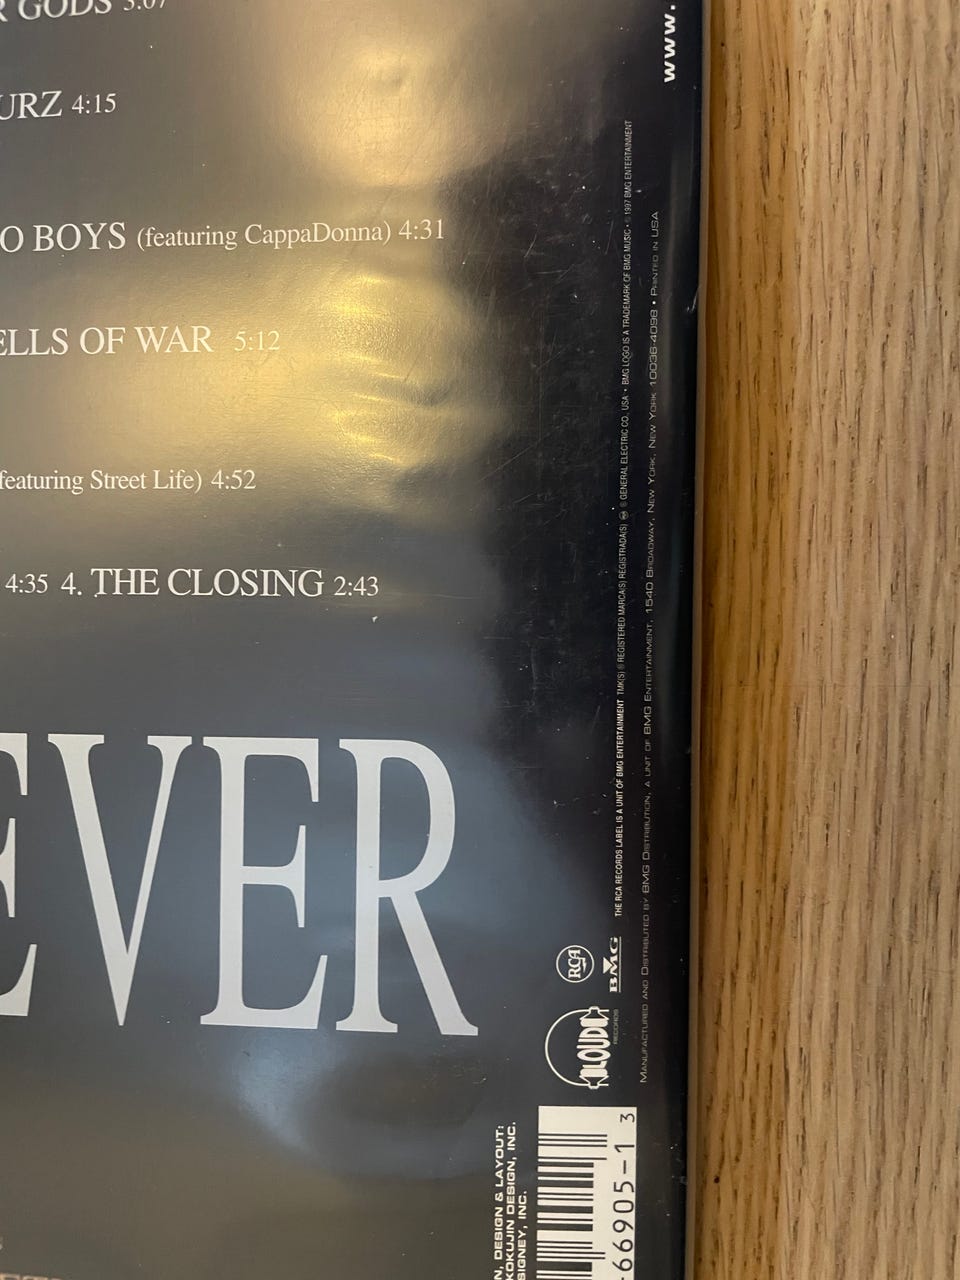 R GODS 3:07
URZ 4:15
O BOYS (featuring CappaDonna) 4:31
ELLS OF WAR 5:12
featuring Street Life) 4:52
4:35 4. THE CLOSING 2:43
EVER
www.
THE RCA RECORDS LABEL IS A UNIT OF BMG ENTERTAINMENT TMK(S) ® REGISTERED MARCA(S) REGISTRADA(S) RCA ® GENERAL ELECTRIC CO., USA • BMG LOGO IS A TRADEMARK OF BMG MUSIC • © 1997 BMG ENTERTAINMENT
MANUFACTURED AND DISTRIBUTED BY BMG DISTRIBUTION, A UNIT OF BMG ENTERTAINMENT, 1540 BROADWAY, NEW YORK, NEW YORK 10036-4098 • PRINTED IN USA
RCA
BMG
LOUD
RECORDS
N, DESIGN & LAYOUT:
KOKUJIN DESIGN, INC.
SIGNEY, INC.
66905-1 3